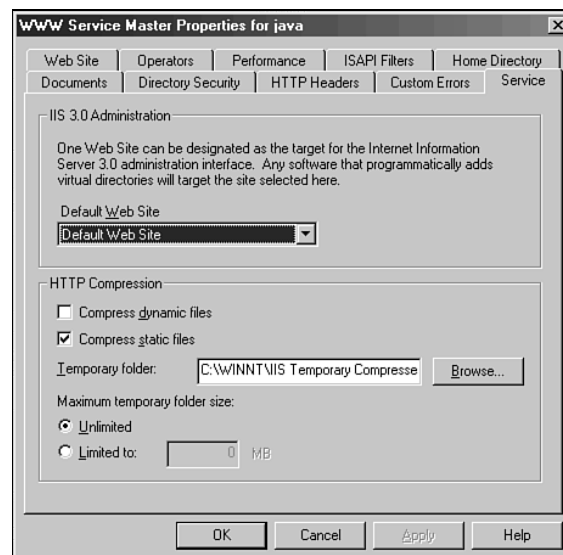 WWW Service Master Properties for java
Web Site Operators Performance ISAPI Filters Home Directory
Documents Directory Security HTTP Headers Custom Errors Service
IIS 3.0 Administration
One Web Site can be designated as the target for the Internet Information
Server 3.0 administration interface. Any software that programmatically adds
virtual directories will target the site selected here.
Default Web Site
Default Web Site
HTTP Compression
Compress dynamic files
Compress static files
Temporary folder: C:\WINNT\IIS Temporary Compresse Browse...
Maximum temporary folder size:
Unlimited
Limited to: 0 MB
OK Cancel Apply Help